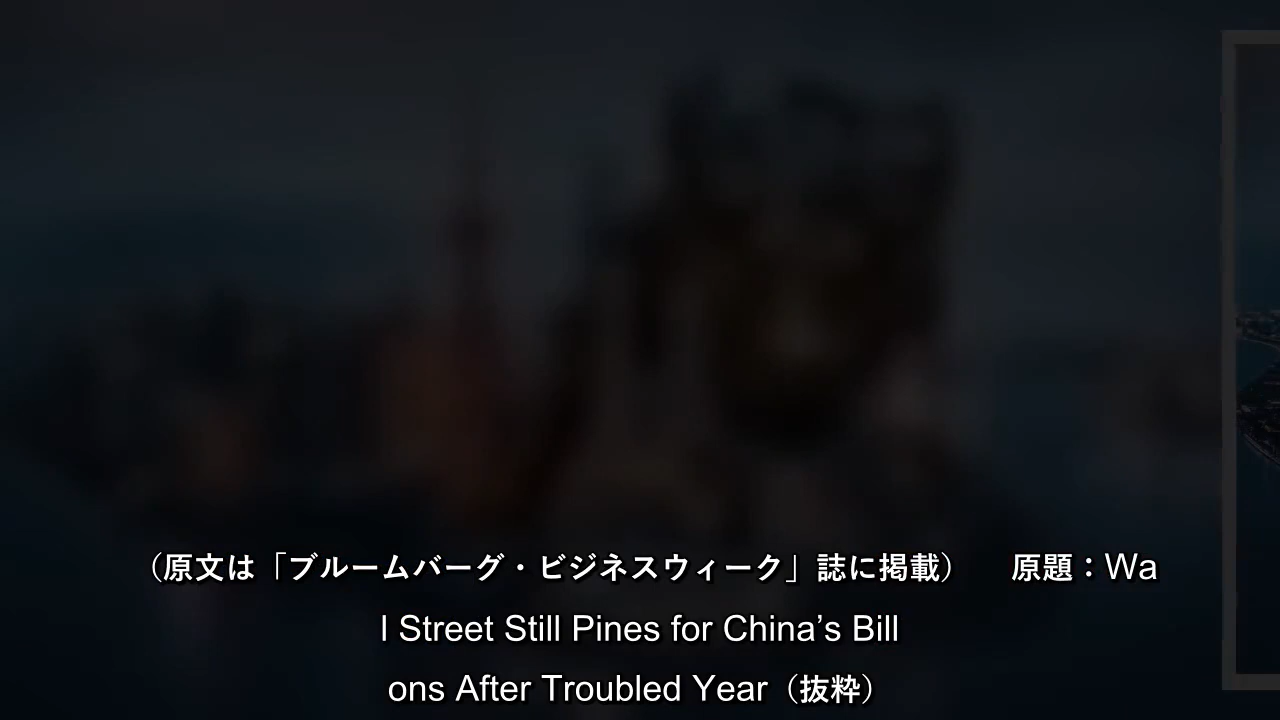 （原文は「ブルームバーグ・ビジネスウィーク」誌に掲載）　原題：Wa
l Street Still Pines for China’s Bill
ons After Troubled Year（抜粋）